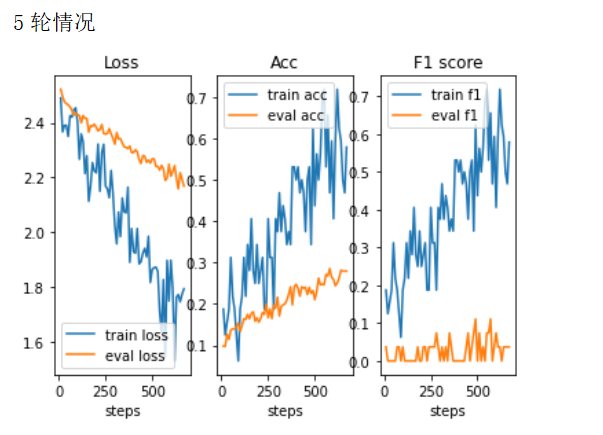 5 轮情况
Loss
2.4
2.2
2.0
1.8
1.6
train loss
eval loss
0 250 500
steps
Acc
0.7
0.6
0.5
0.4
0.3
0.2
0.1
train acc
eval acc
0 250 500
steps
F1 score
0.7
0.6
0.5
0.4
0.3
0.2
0.1
0.0
train f1
eval f1
0 250 500
steps